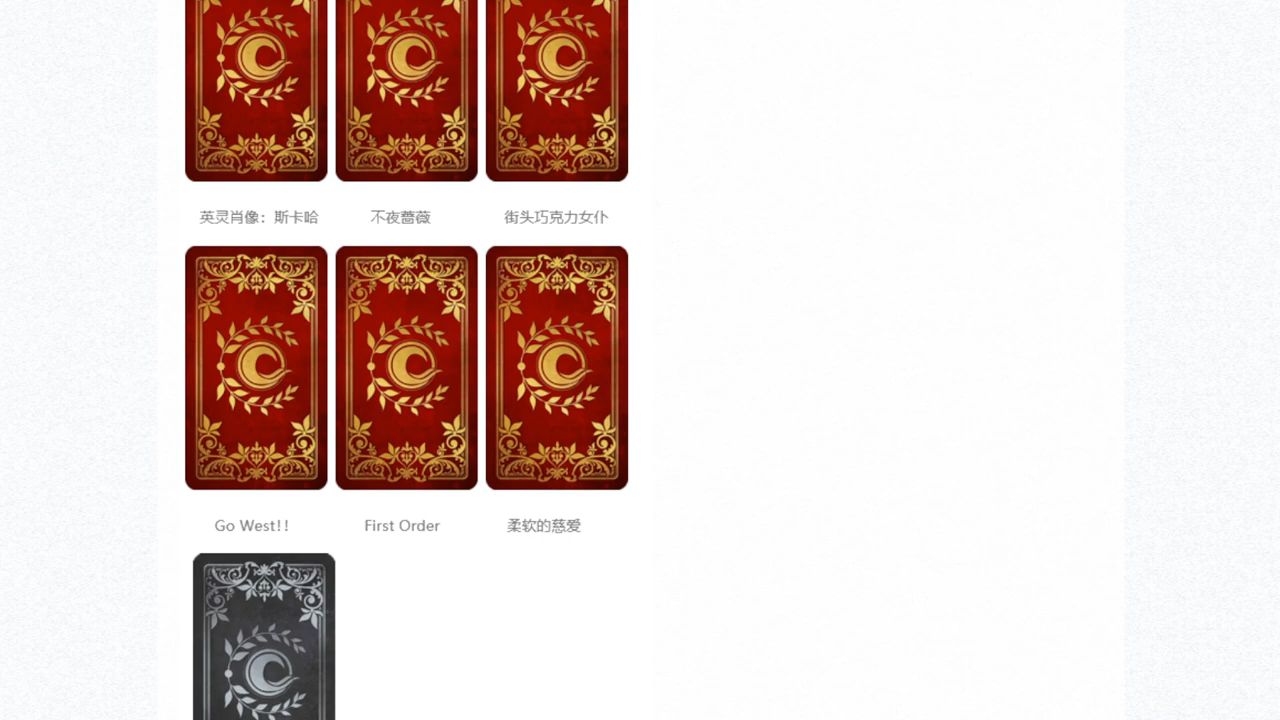 英灵肖像：斯卡哈
不夜蔷薇
街头巧克力女仆
Go West!!
First Order
柔软的慈爱